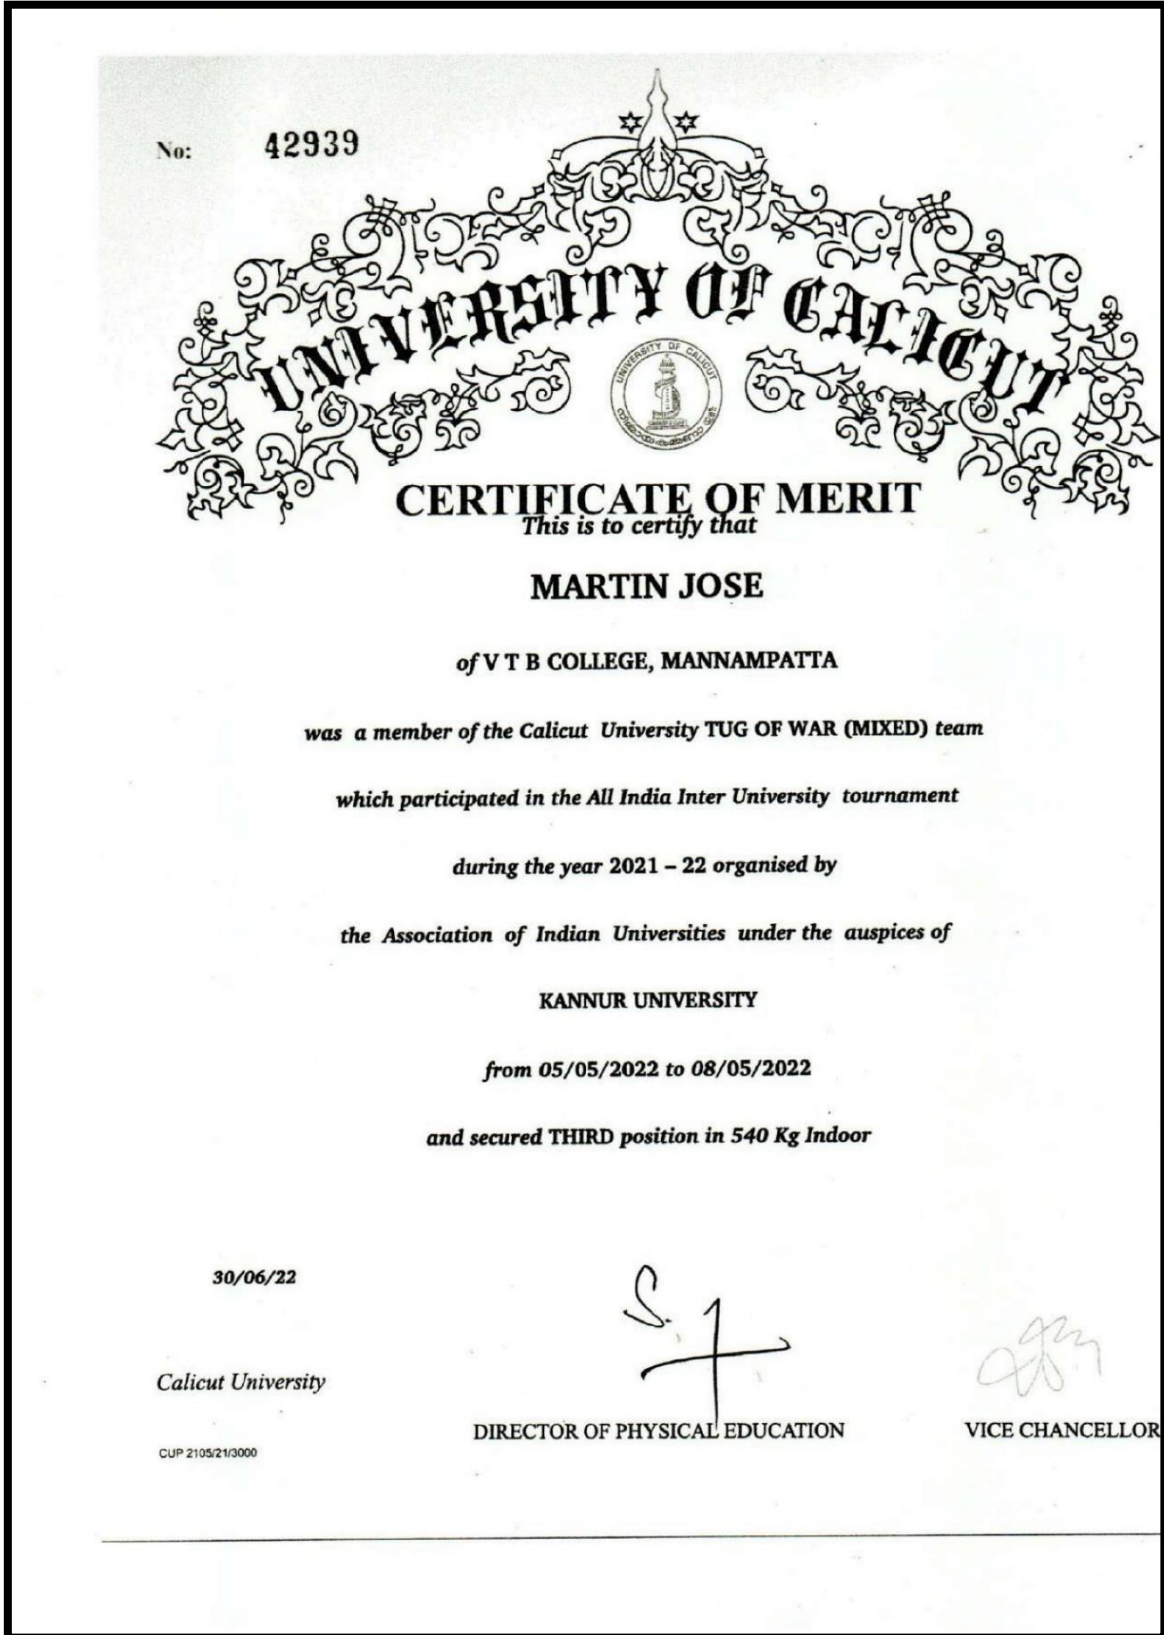 No: 42939
UNIVERSITY OF CALICUT
UNIVERSITY OF CALICUT
CERTIFICATE OF MERIT
This is to certify that
MARTIN JOSE
of V T B COLLEGE, MANNAMPATTA
was a member of the Calicut University TUG OF WAR (MIXED) team
which participated in the All India Inter University tournament
during the year 2021 – 22 organised by
the Association of Indian Universities under the auspices of
KANNUR UNIVERSITY
from 05/05/2022 to 08/05/2022
and secured THIRD position in 540 Kg Indoor
30/06/22
S.
Calicut University
DIRECTOR OF PHYSICAL EDUCATION
VICE CHANCELLOR
CUP 2105/21/3000